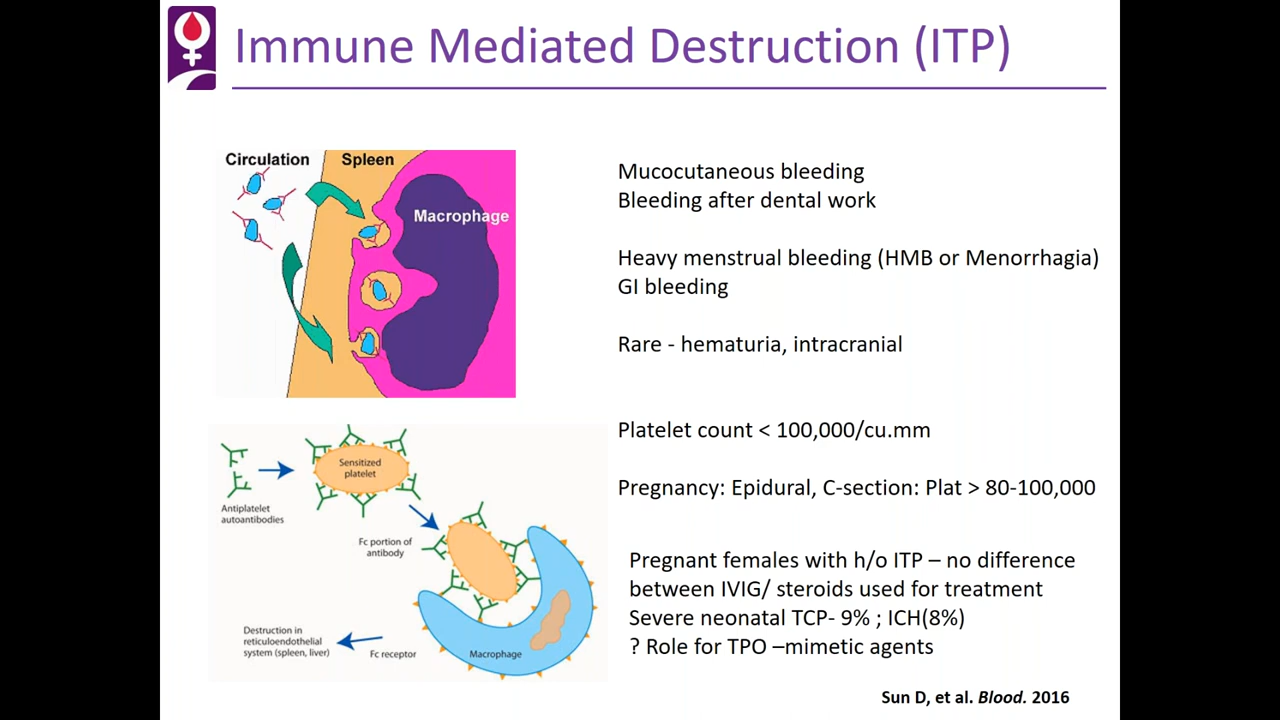 Immune Mediated Destruction (ITP)
Circulation
Spleen
Macrophage
Mucocutaneous bleeding
Bleeding after dental work
Heavy menstrual bleeding (HMB or Menorrhagia)
GI bleeding
Rare - hematuria, intracranial
Platelet count < 100,000/cu.mm
Pregnancy: Epidural, C-section: Plat > 80-100,000
Sensitized
platelet
Antiplatelet
autoantibodies
Fc portion of
antibody
Destruction in
reticuloendothelial
system (spleen, liver)
Fc receptor
Macrophage
Pregnant females with h/o ITP – no difference
between IVIG/ steroids used for treatment
Severe neonatal TCP- 9% ; ICH(8%)
? Role for TPO –mimetic agents
Sun D, et al. Blood. 2016